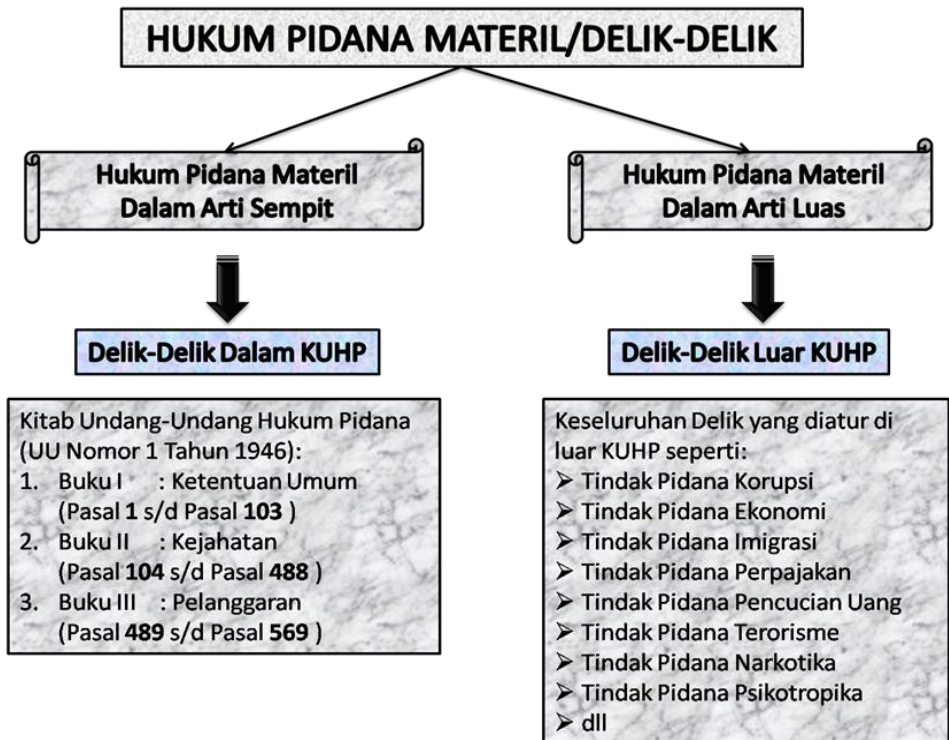 HUKUM PIDANA MATERIL/DELIK-DELIK
Hukum Pidana Materil
Dalam Arti Sempit
Delik-Delik Dalam KUHP
Kitab Undang-Undang Hukum Pidana
(UU Nomor 1 Tahun 1946):
1. Buku I : Ketentuan Umum
(Pasal 1 s/d Pasal 103 )
2. Buku II : Kejahatan
(Pasal 104 s/d Pasal 488 )
3. Buku III : Pelanggaran
(Pasal 489 s/d Pasal 569 )
Hukum Pidana Materil
Dalam Arti Luas
Delik-Delik Luar KUHP
Keseluruhan Delik yang diatur di
luar KUHP seperti:
➢ Tindak Pidana Korupsi
➢ Tindak Pidana Ekonomi
➢ Tindak Pidana Imigrasi
➢ Tindak Pidana Perpajakan
➢ Tindak Pidana Pencucian Uang
➢ Tindak Pidana Terorisme
➢ Tindak Pidana Narkotika
➢ Tindak Pidana Psikotropika
➢ dll